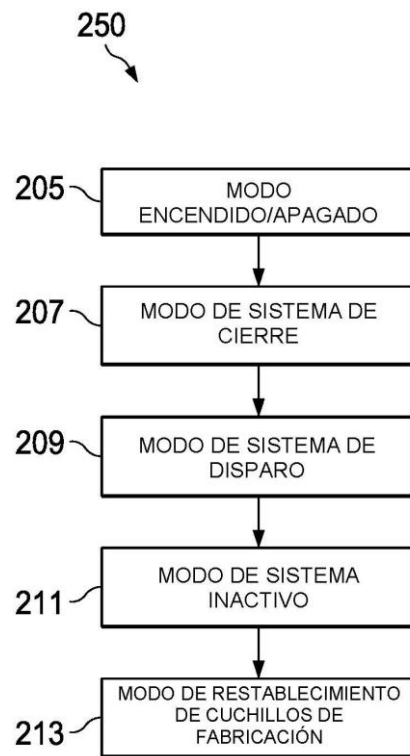 250
205
MODO
ENCENDIDO/APAGADO
207
MODO DE SISTEMA DE
CIERRE
209
MODO DE SISTEMA DE
DISPARO
211
MODO DE SISTEMA
INACTIVO
213
MODO DE RESTABLECIMIENTO
DE CUCHILLOS DE
FABRICACIÓN